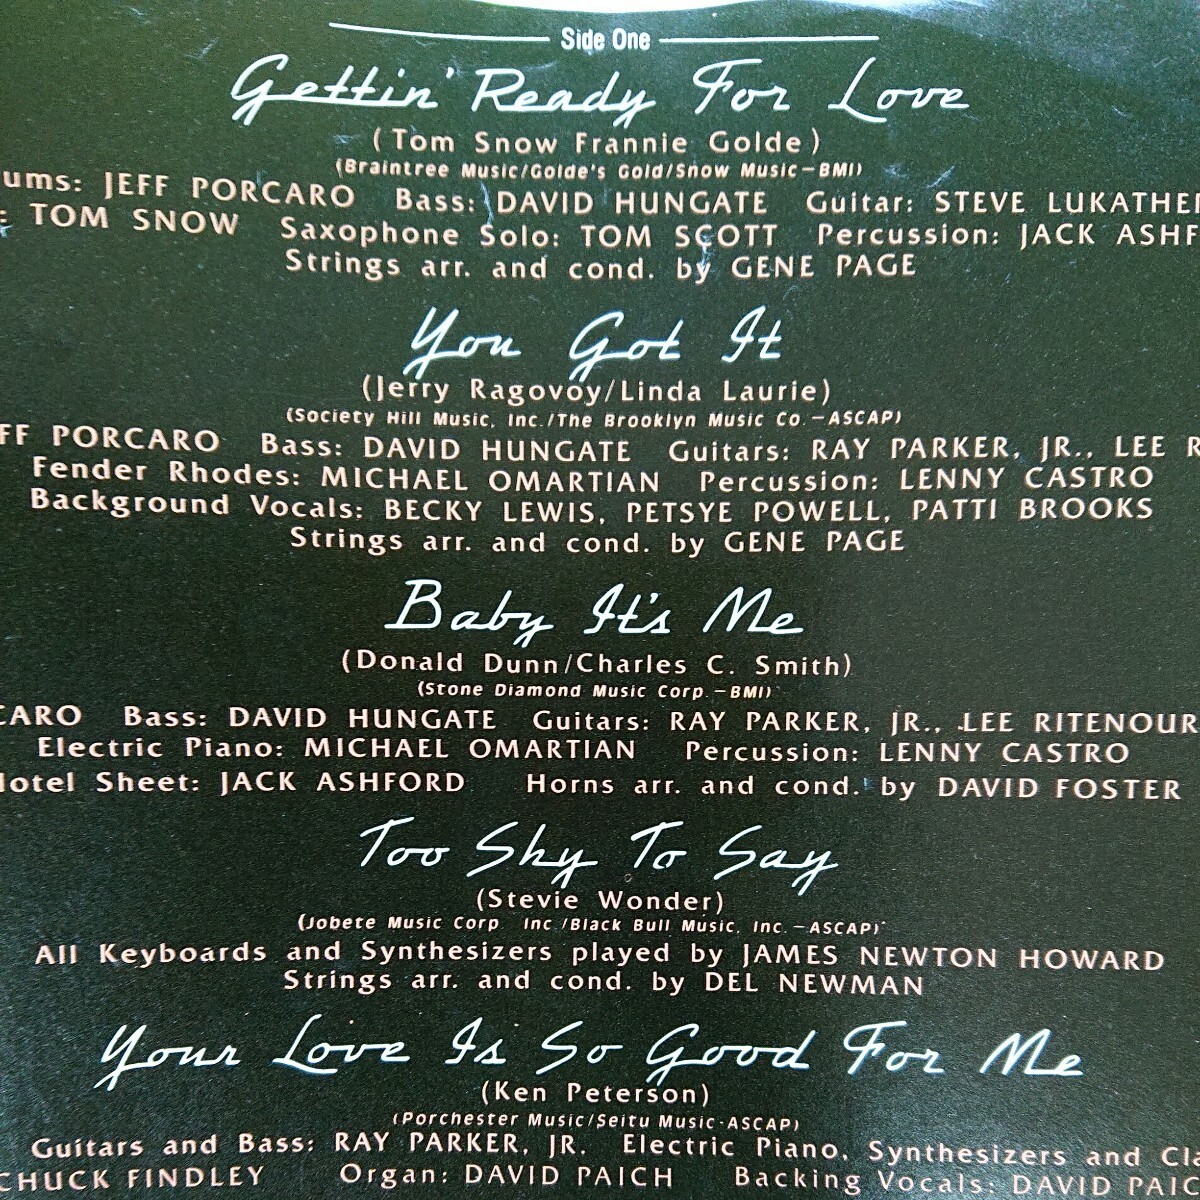 Side One
Gettin' Ready For Love
(Tom Snow Frannie Golde)
(Braintree Music/Golde's Gold/Snow Music–BMI)
ums: JEFF PORCARO Bass: DAVID HUNGATE Guitar: STEVE LUKATHE
: TOM SNOW Saxophone Solo: TOM SCOTT Percussion: JACK ASHF
Strings arr. and cond. by GENE PAGE
You Got It
(Jerry Ragovoy/Linda Laurie)
(Society Hill Music, Inc./The Brooklyn Music Co.–ASCAP)
FF PORCARO Bass: DAVID HUNGATE Guitars: RAY PARKER, JR., LEE R
Fender Rhodes: MICHAEL OMARTIAN Percussion: LENNY CASTRO
Background Vocals: BECKY LEWIS, PETSYE POWELL, PATTI BROOKS
Strings arr. and cond. by GENE PAGE
Baby It's Me
(Donald Dunn/Charles C. Smith)
(Stone Diamond Music Corp.–BMI)
CARO Bass: DAVID HUNGATE Guitars: RAY PARKER, JR., LEE RITENOUR
Electric Piano: MICHAEL OMARTIAN Percussion: LENNY CASTRO
Hotel Sheet: JACK ASHFORD Horns arr. and cond. by DAVID FOSTER
Too Shy To Say
(Stevie Wonder)
(Jobete Music Corp. Inc./Black Bull Music, Inc.–ASCAP)
All Keyboards and Synthesizers played by JAMES NEWTON HOWARD
Strings arr. and cond. by DEL NEWMAN
Your Love Is So Good For Me
(Ken Peterson)
(Porchester Music/Seitu Music-ASCAP)
Guitars and Bass: RAY PARKER, JR. Electric Piano, Synthesizers and Cla
CHUCK FINDLEY Organ: DAVID PAICH Backing Vocals: DAVID PAIC